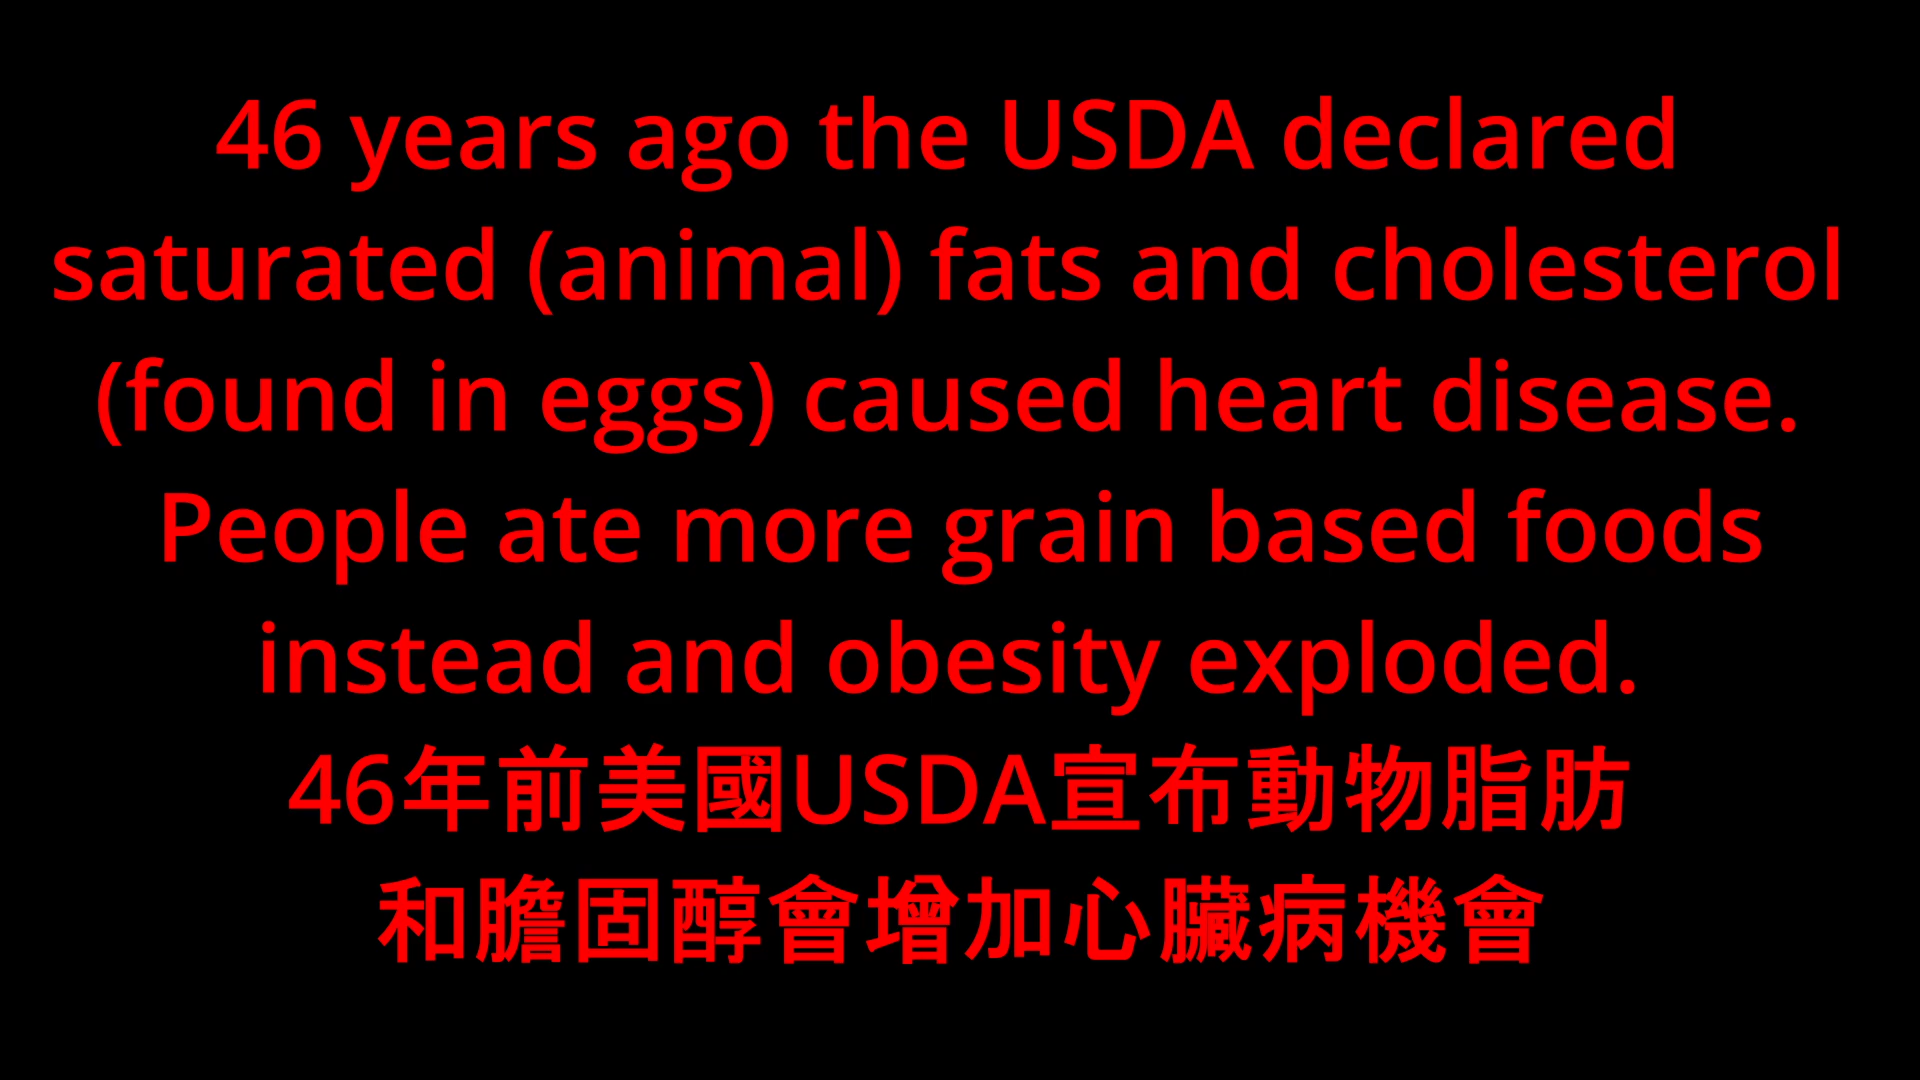 46 years ago the USDA declared
saturated (animal) fats and cholesterol
(found in eggs) caused heart disease.
People ate more grain based foods
instead and obesity exploded.
46年前美國USDA宣布動物脂肪
和膽固醇會增加心臟病機會